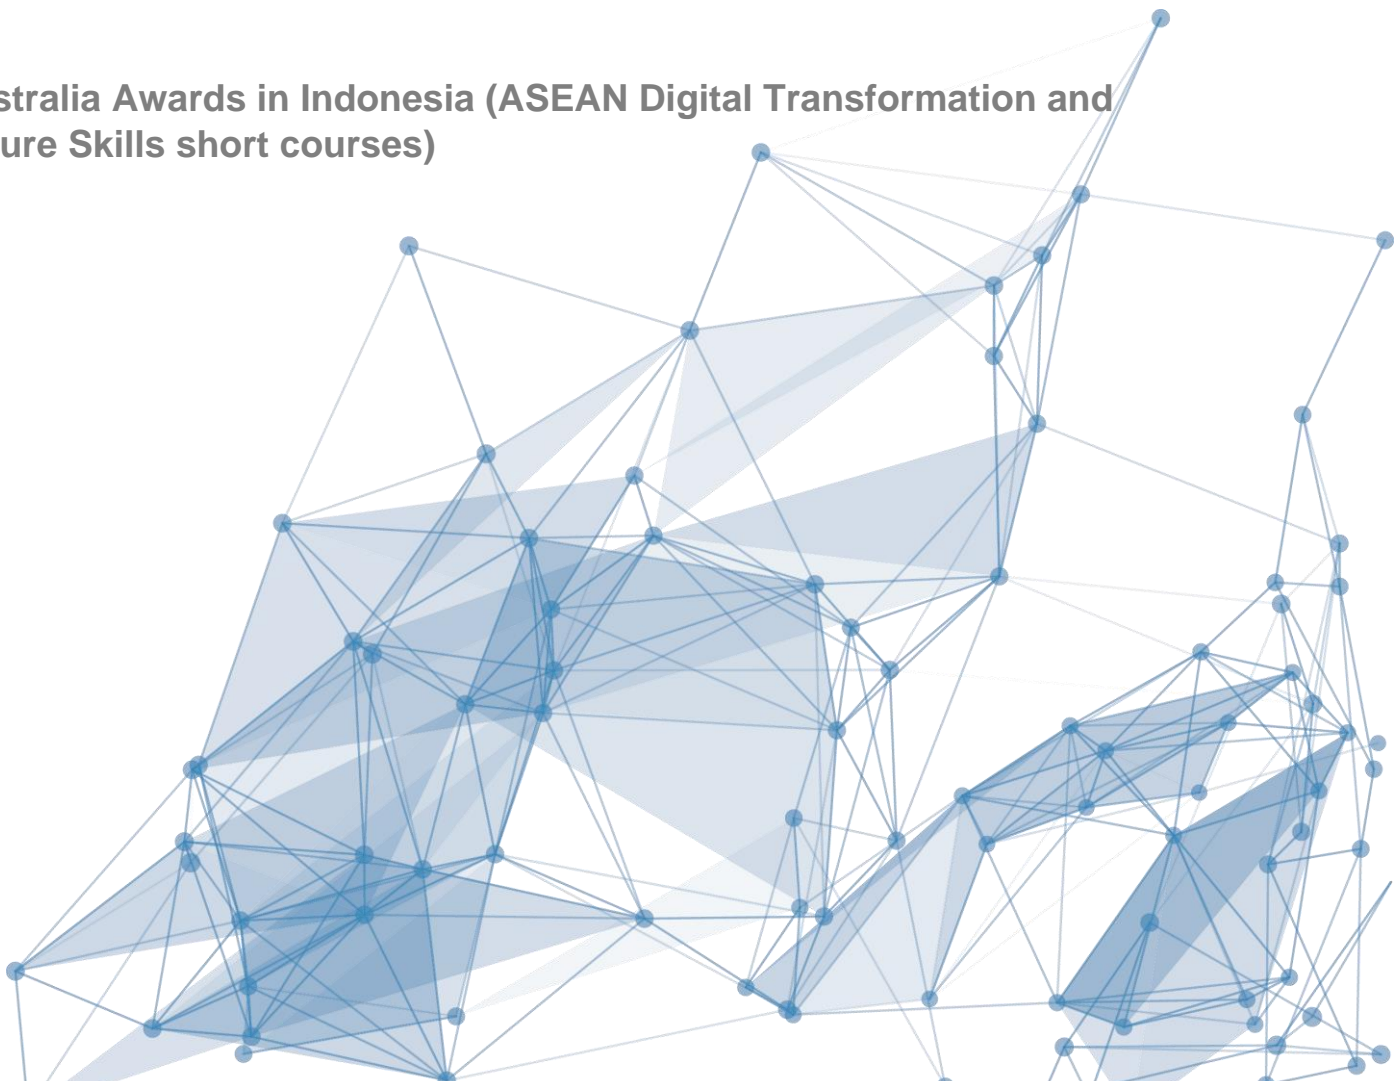 stralia Awards in Indonesia (ASEAN Digital Transformation and
ure Skills short courses)